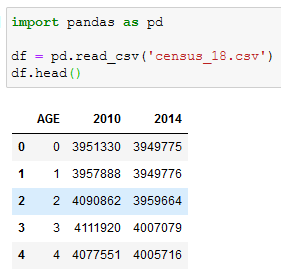 import pandas as pd
df = pd.read_csv('census_18.csv')
df.head()
AGE 2010 2014
0 0 3951330 3949775
1 1 3957888 3949776
2 2 4090862 3959664
3 3 4111920 4007079
4 4 4077551 4005716